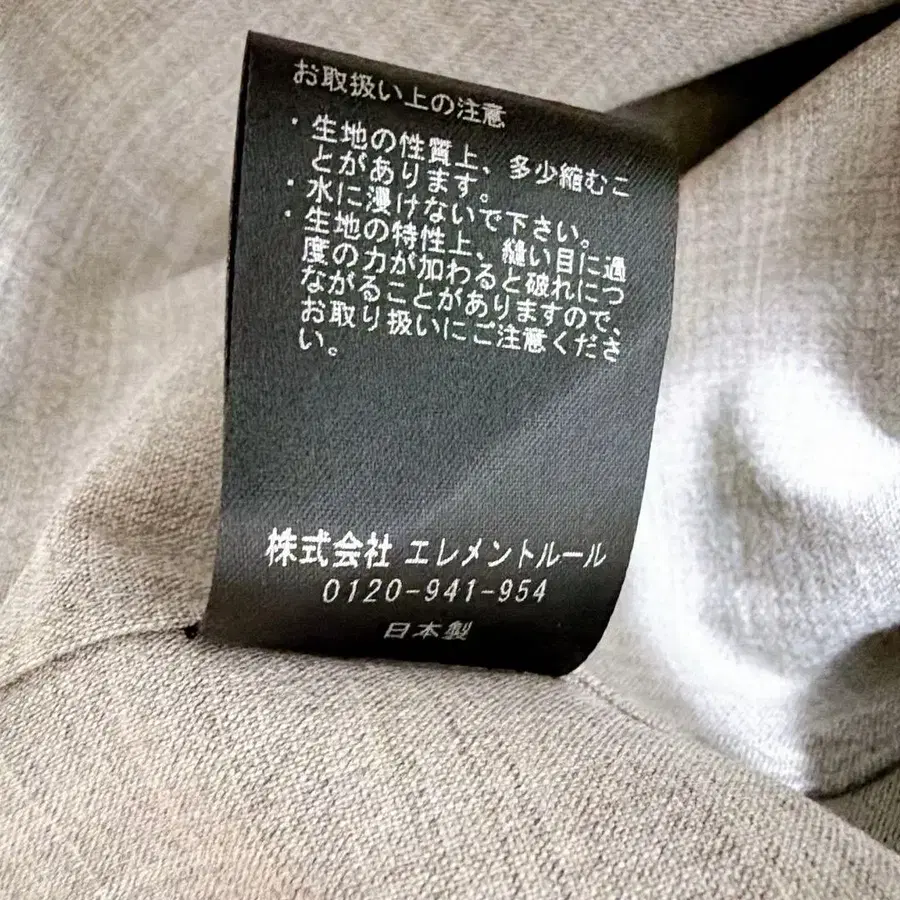 お取扱い上の注意
・生地の性質上、多少縮むこ
とがあります。
・水に浸けないで下さい。
・生地の特性上、縫い目に過
度の力が加わると破れにつ
ながることがありますので、
お取り扱いにご注意くださ
い。
株式会社 エレメントルール
0120-941-954
日本製